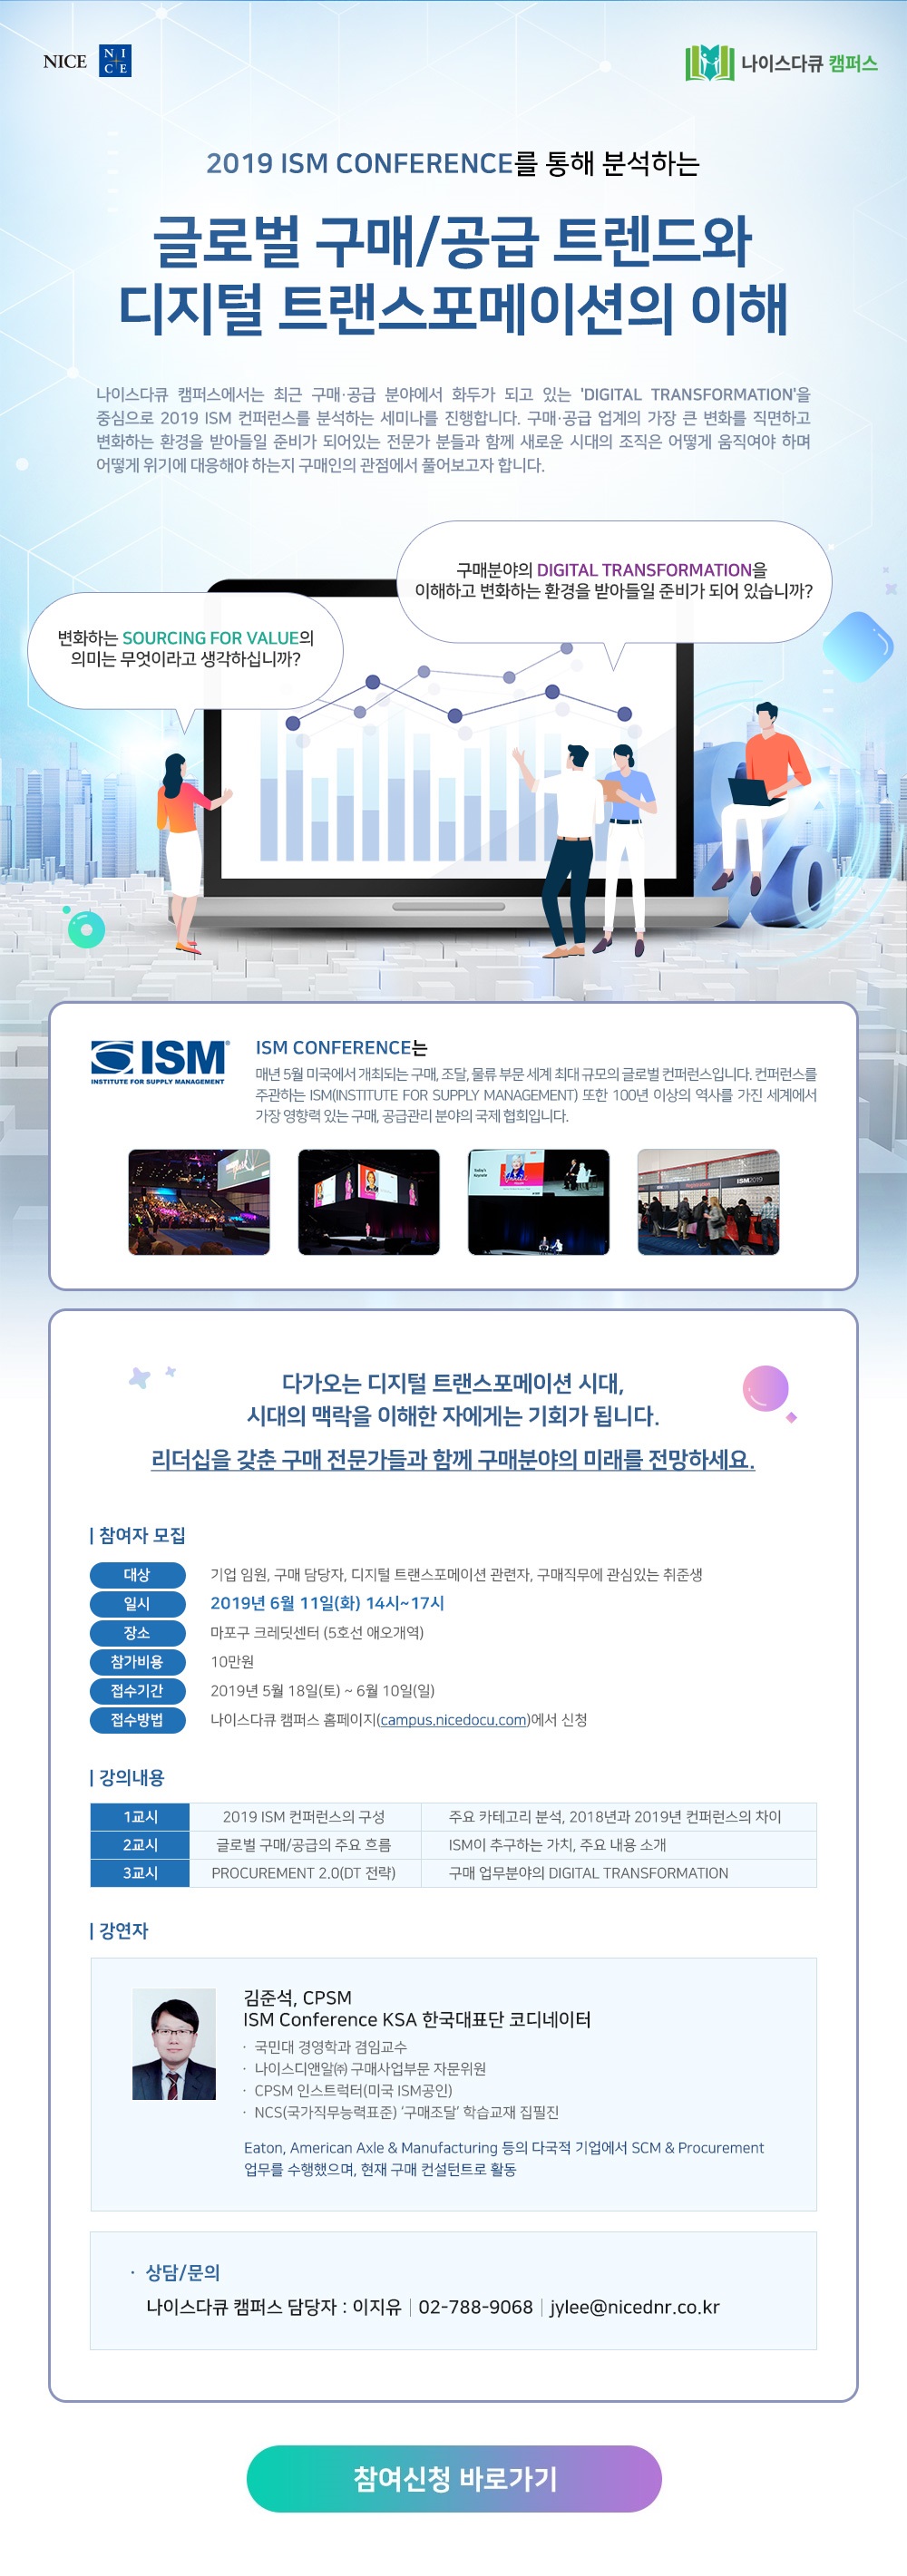 NICE
NICE
나이스다큐 캠퍼스
2019 ISM CONFERENCE를 통해 분석하는
글로벌 구매/공급 트렌드와
디지털 트랜스포메이션의 이해
나이스다큐 캠퍼스에서는 최근 구매·공급 분야에서 화두가 되고 있는 'DIGITAL TRANSFORMATION'을
중심으로 2019 ISM 컨퍼런스를 분석하는 세미나를 진행합니다. 구매·공급 업계의 가장 큰 변화를 직면하고
변화하는 환경을 받아들일 준비가 되어있는 전문가 분들과 함께 새로운 시대의 조직은 어떻게 움직여야 하며
어떻게 위기에 대응해야 하는지 구매인의 관점에서 풀어보고자 합니다.
구매분야의 DIGITAL TRANSFORMATION을
이해하고 변화하는 환경을 받아들일 준비가 되어 있습니까?
변화하는 SOURCING FOR VALUE의
의미는 무엇이라고 생각하십니까?
%
ISM®
INSTITUTE FOR SUPPLY MANAGEMENT
ISM CONFERENCE는
매년 5월 미국에서 개최되는 구매, 조달, 물류 부문 세계 최대 규모의 글로벌 컨퍼런스입니다. 컨퍼런스를
주관하는 ISM(INSTITUTE FOR SUPPLY MANAGEMENT) 또한 100년 이상의 역사를 가진 세계에서
가장 영향력 있는 구매, 공급관리 분야의 국제 협회입니다.
ISM2019
다가오는 디지털 트랜스포메이션 시대,
시대의 맥락을 이해한 자에게는 기회가 됩니다.
리더십을 갖춘 구매 전문가들과 함께 구매분야의 미래를 전망하세요.
| 참여자 모집
대상 기업 임원, 구매 담당자, 디지털 트랜스포메이션 관련자, 구매직무에 관심있는 취준생
일시 2019년 6월 11일(화) 14시~17시
장소 마포구 크레딧센터 (5호선 애오개역)
참가비용 10만원
접수기간 2019년 5월 18일(토) ~ 6월 10일(일)
접수방법 나이스다큐 캠퍼스 홈페이지(campus.nicedocu.com)에서 신청
| 강의내용
1교시 2019 ISM 컨퍼런스의 구성 주요 카테고리 분석, 2018년과 2019년 컨퍼런스의 차이
2교시 글로벌 구매/공급의 주요 흐름 ISM이 추구하는 가치, 주요 내용 소개
3교시 PROCUREMENT 2.0(DT 전략) 구매 업무분야의 DIGITAL TRANSFORMATION
| 강연자
김준석, CPSM
ISM Conference KSA 한국대표단 코디네이터
· 국민대 경영학과 겸임교수
· 나이스디앤알㈜ 구매사업부문 자문위원
· CPSM 인스트럭터(미국 ISM공인)
· NCS(국가직무능력표준) '구매조달' 학습교재 집필진
Eaton, American Axle & Manufacturing 등의 다국적 기업에서 SCM & Procurement
업무를 수행했으며, 현재 구매 컨설턴트로 활동
· 상담/문의
나이스다큐 캠퍼스 담당자 : 이지유 | 02-788-9068 | jylee@nicednr.co.kr
참여신청 바로가기